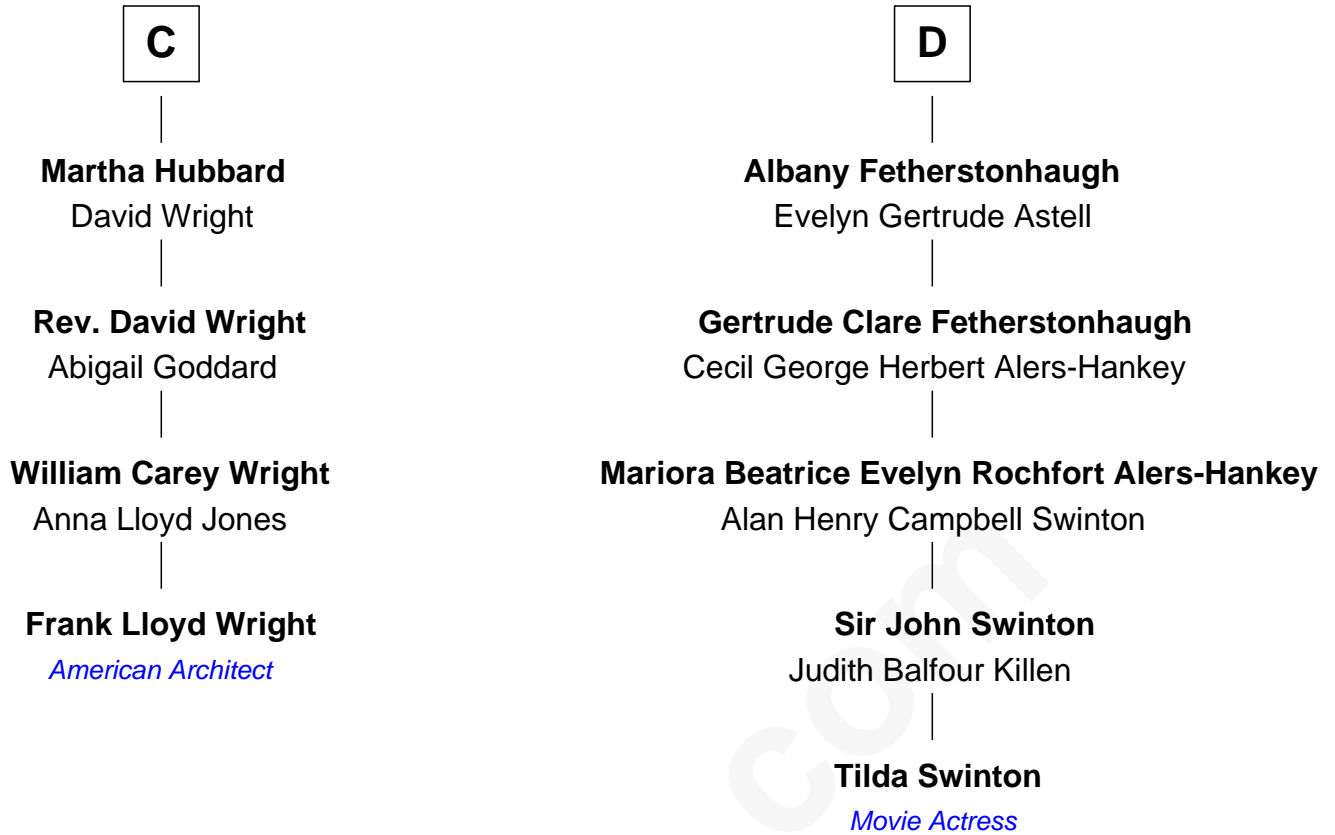 C
Martha Hubbard
David Wright
Rev. David Wright
Abigail Goddard
William Carey Wright
Anna Lloyd Jones
Frank Lloyd Wright
American Architect
D
Albany Fetherstonhaugh
Evelyn Gertrude Astell
Gertrude Clare Fetherstonhaugh
Cecil George Herbert Alers-Hankey
Mariora Beatrice Evelyn Rochfort Alers-Hankey
Alan Henry Campbell Swinton
Sir John Swinton
Judith Balfour Killen
Tilda Swinton
Movie Actress
com